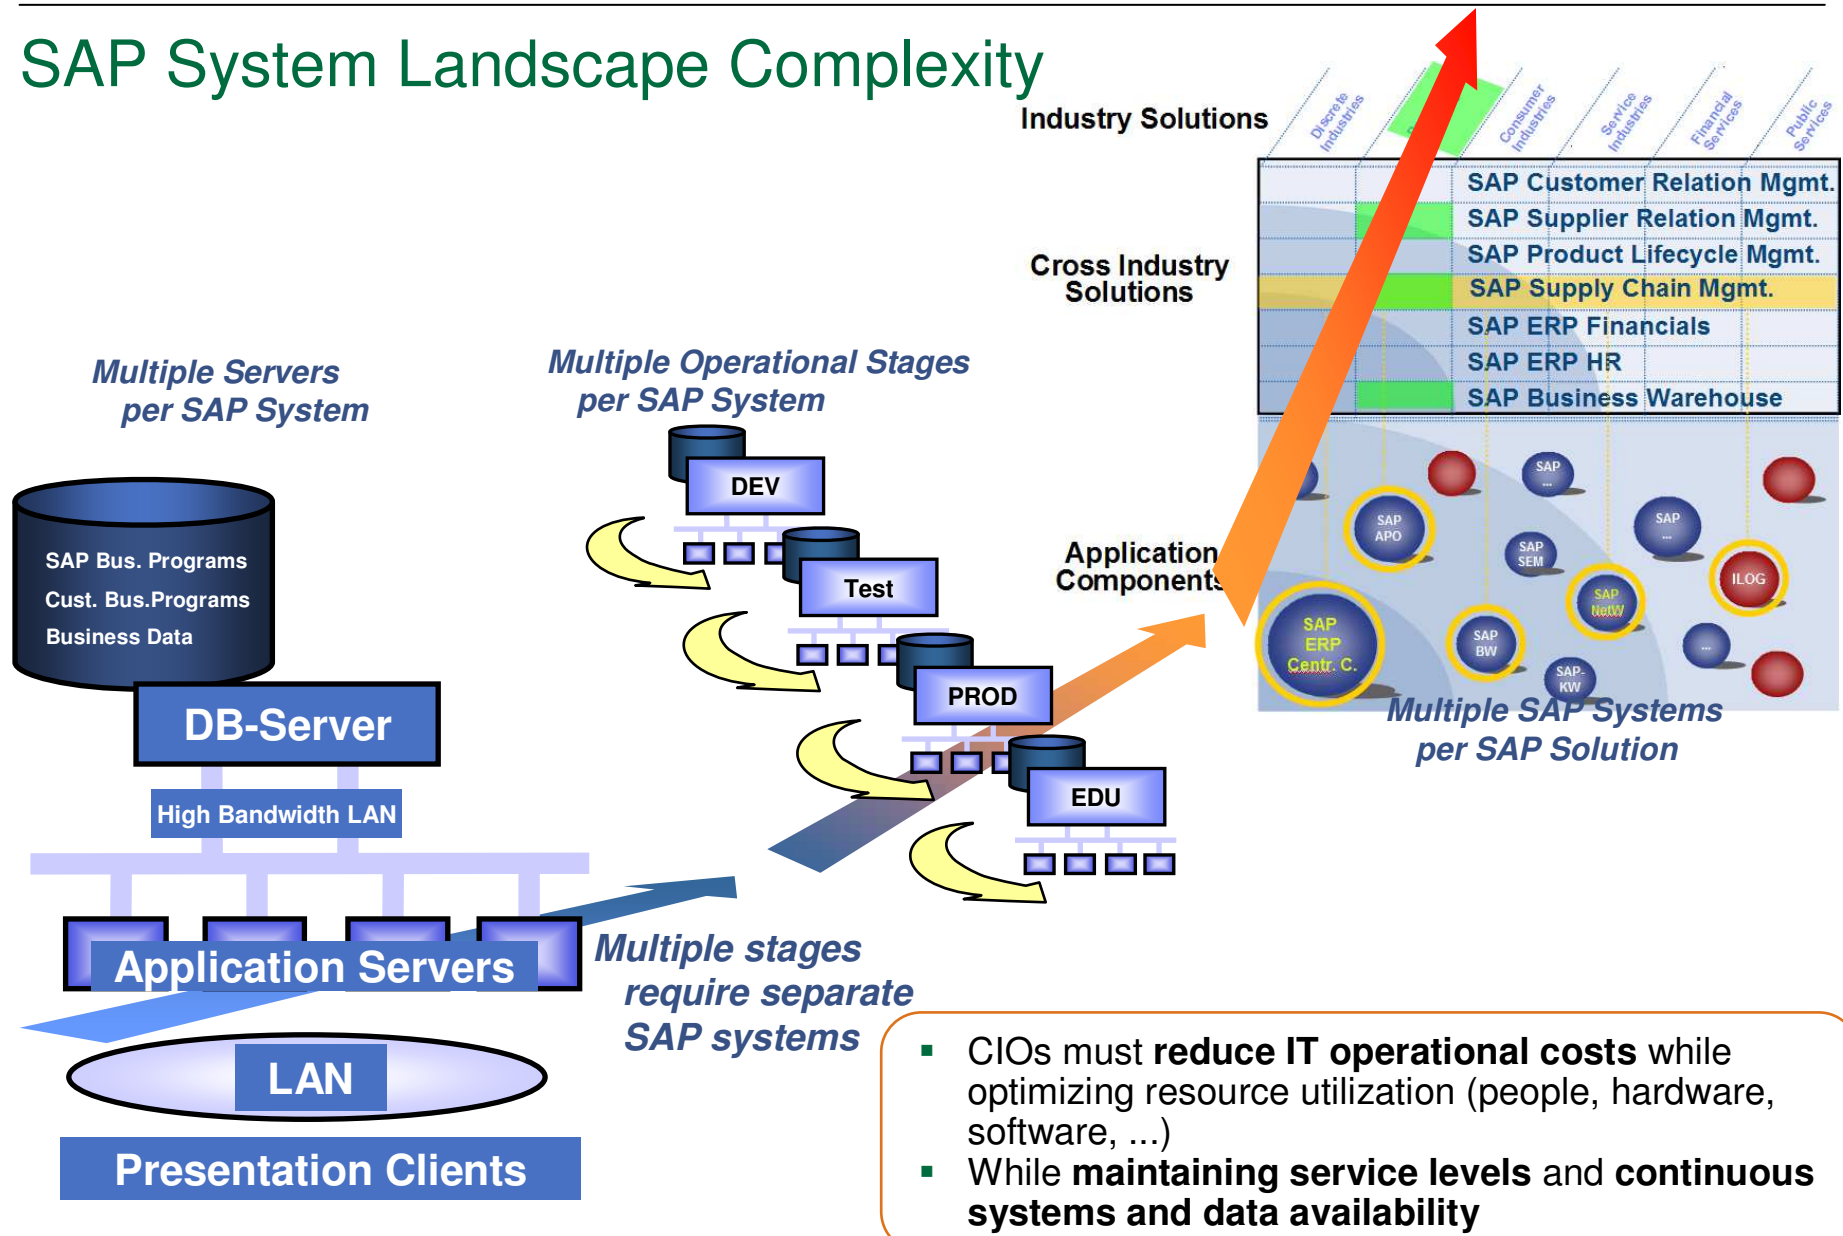 SAP System Landscape Complexity
Industry Solutions
Discrete
Industries
Consumer
Industries
Service
Industries
Financial
Services
Public
Services
SAP Customer Relation Mgmt.
SAP Supplier Relation Mgmt.
SAP Product Lifecycle Mgmt.
SAP Supply Chain Mgmt.
SAP ERP Financials
SAP ERP HR
SAP Business Warehouse
Cross Industry
Solutions
Multiple Servers
per SAP System
Multiple Operational Stages
per SAP System
DEV
Test
PROD
EDU
SAP Bus. Programs
Cust. Bus.Programs
Business Data
DB-Server
High Bandwidth LAN
Application Servers
LAN
Presentation Clients
Application
Components
SAP
...
SAP
APO
SAP
...
SAP
SEM
ILOG
SAP
NetW
SAP
ERP
Centr. C.
SAP
BW
...
SAP-
KW
Multiple SAP Systems
per SAP Solution
Multiple stages
require separate
SAP systems
▪ CIOs must reduce IT operational costs while
optimizing resource utilization (people, hardware,
software, ...)
▪ While maintaining service levels and continuous
systems and data availability